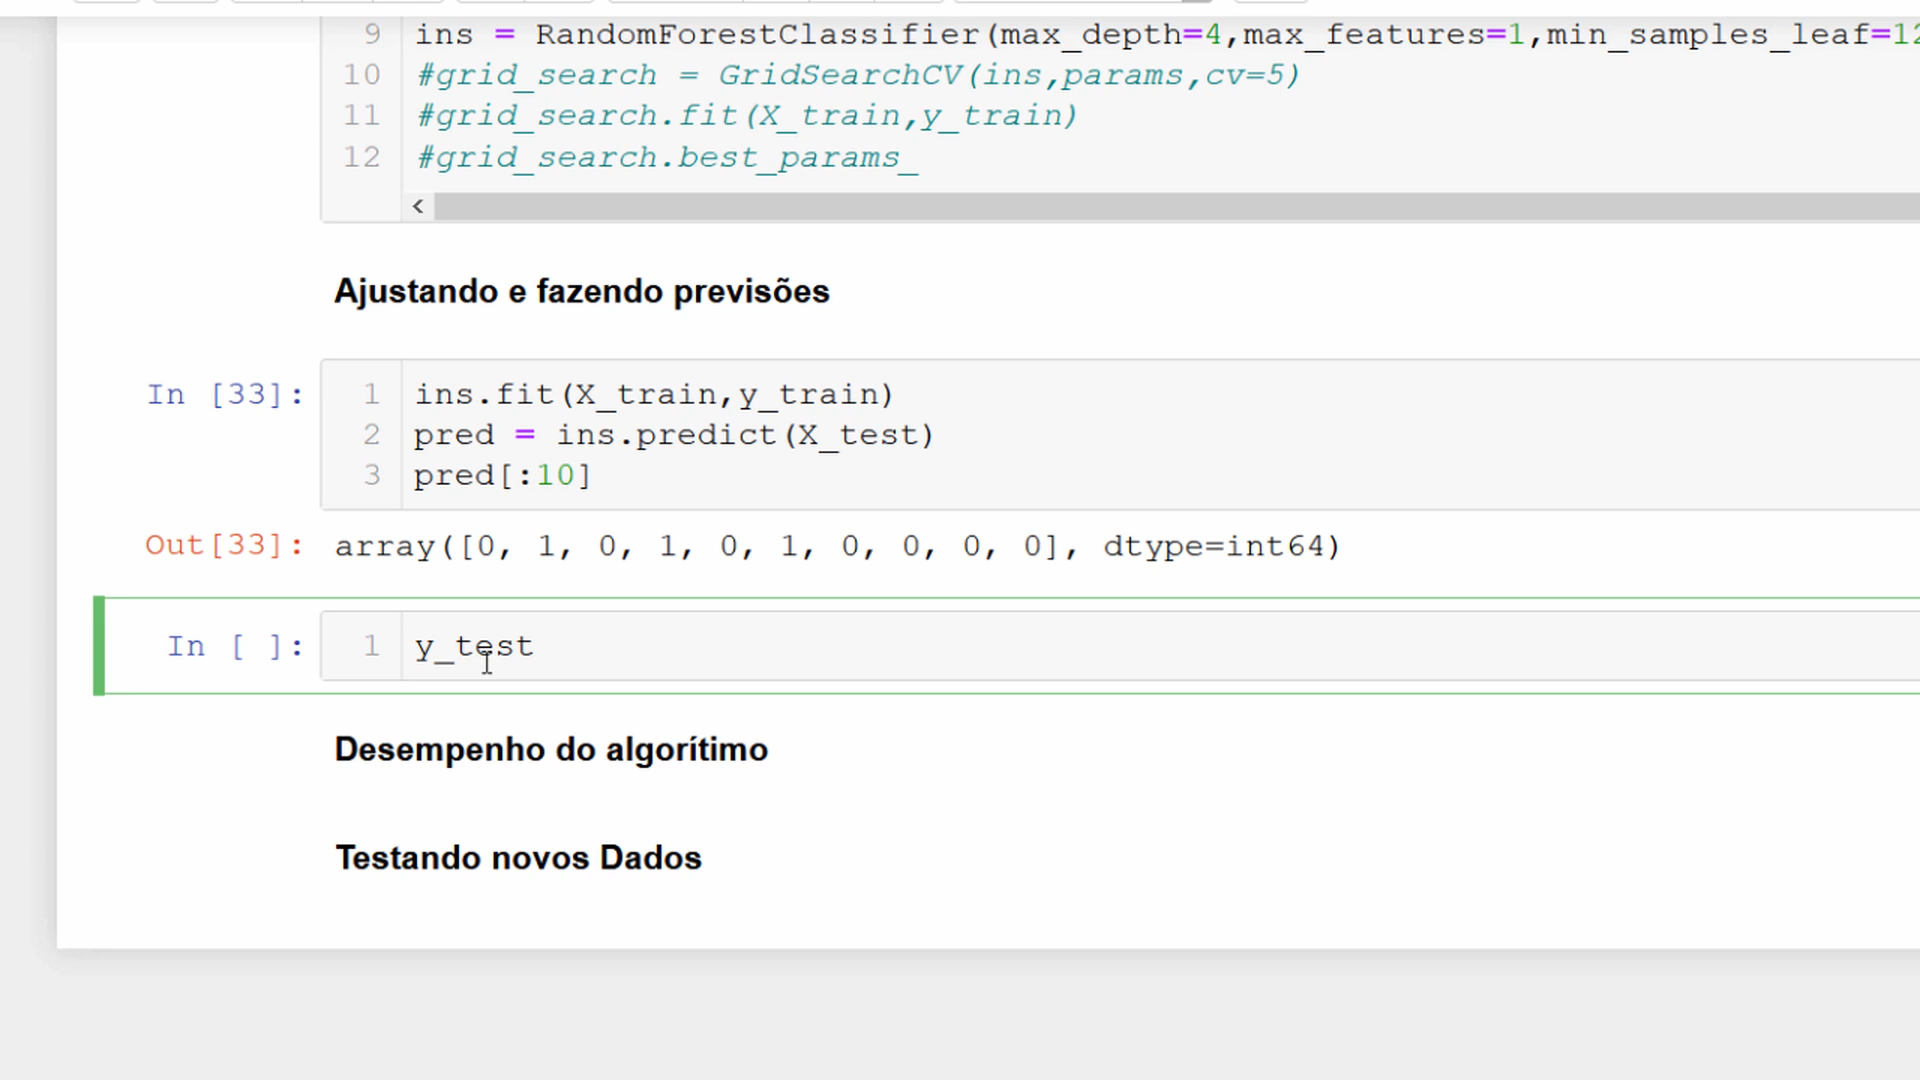 9 ins = RandomForestClassifier(max_depth=4,max_features=1,min_samples_leaf=12
10 #grid_search = GridSearchCV(ins,params,cv=5)
11 #grid_search.fit(X_train,y_train)
12 #grid_search.best_params_
Ajustando e fazendo previsões
In [33]: 1 ins.fit(X_train,y_train)
2 pred = ins.predict(X_test)
3 pred[:10]
Out[33]: array([0, 1, 0, 1, 0, 1, 0, 0, 0, 0], dtype=int64)
In [ ]: 1 y_test
Desempenho do algorítimo
Testando novos Dados